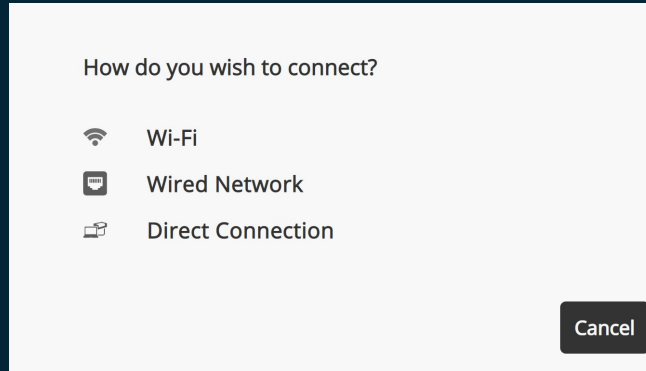 How do you wish to connect?
Wi-Fi
Wired Network
Direct Connection
Cancel